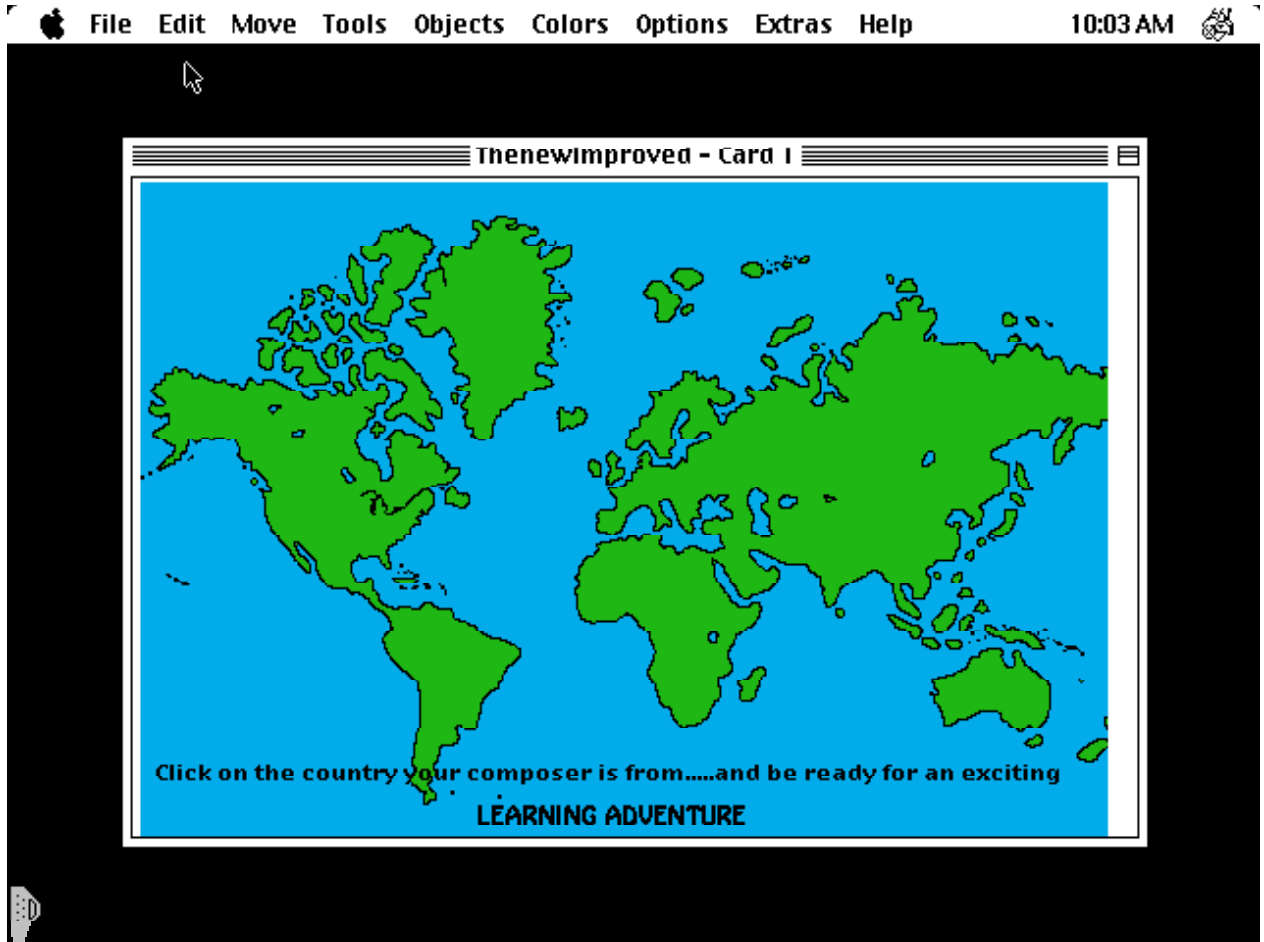 File Edit Move Tools Objects Colors Options Extras Help 10:03 AM
ThenewImproved - Card 1
Click on the country your composer is from.....and be ready for an exciting
LEARNING ADVENTURE